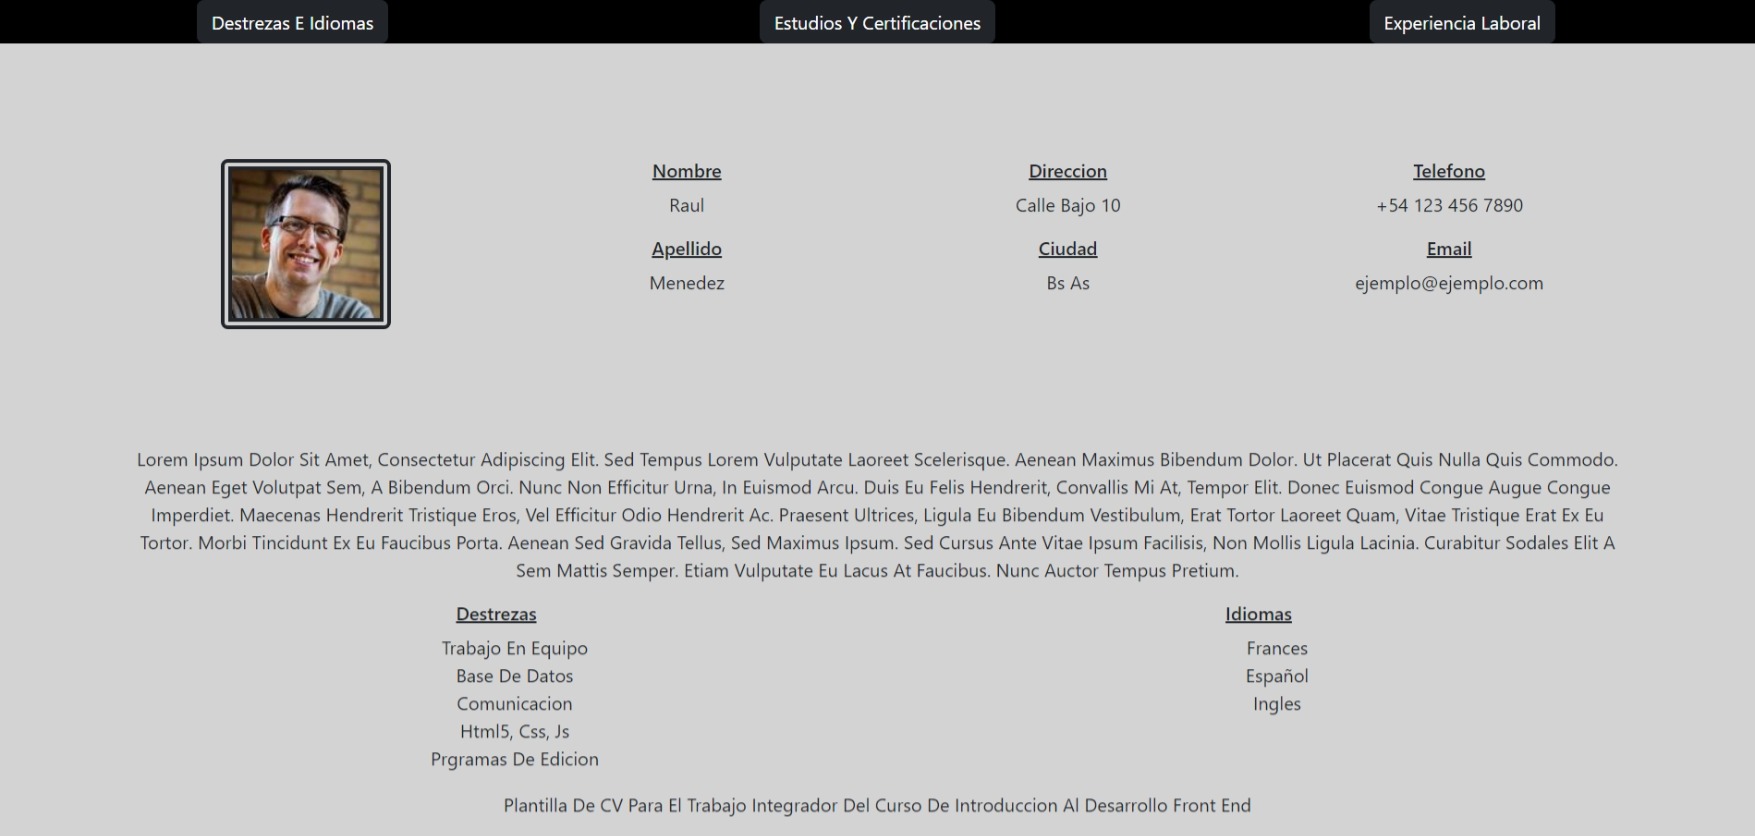 Destrezas E Idiomas
Estudios Y Certificaciones
Experiencia Laboral
Nombre
Raul
Apellido
Menedez
Direccion
Calle Bajo 10
Ciudad
Bs As
Telefono
+54 123 456 7890
Email
ejemplo@ejemplo.com
Lorem Ipsum Dolor Sit Amet, Consectetur Adipiscing Elit. Sed Tempus Lorem Vulputate Laoreet Scelerisque. Aenean Maximus Bibendum Dolor. Ut Placerat Quis Nulla Quis Commodo.
Aenean Eget Volutpat Sem, A Bibendum Orci. Nunc Non Efficitur Urna, In Euismod Arcu. Duis Eu Felis Hendrerit, Convallis Mi At, Tempor Elit. Donec Euismod Congue Augue Congue
Imperdiet. Maecenas Hendrerit Tristique Eros, Vel Efficitur Odio Hendrerit Ac. Praesent Ultrices, Ligula Eu Bibendum Vestibulum, Erat Tortor Laoreet Quam, Vitae Tristique Erat Ex Eu
Tortor. Morbi Tincidunt Ex Eu Faucibus Porta. Aenean Sed Gravida Tellus, Sed Maximus Ipsum. Sed Cursus Ante Vitae Ipsum Facilisis, Non Mollis Ligula Lacinia. Curabitur Sodales Elit A
Sem Mattis Semper. Etiam Vulputate Eu Lacus At Faucibus. Nunc Auctor Tempus Pretium.
Destrezas
Trabajo En Equipo
Base De Datos
Comunicacion
Html5, Css, Js
Prgramas De Edicion
Idiomas
Frances
Español
Ingles
Plantilla De CV Para El Trabajo Integrador Del Curso De Introduccion Al Desarrollo Front End